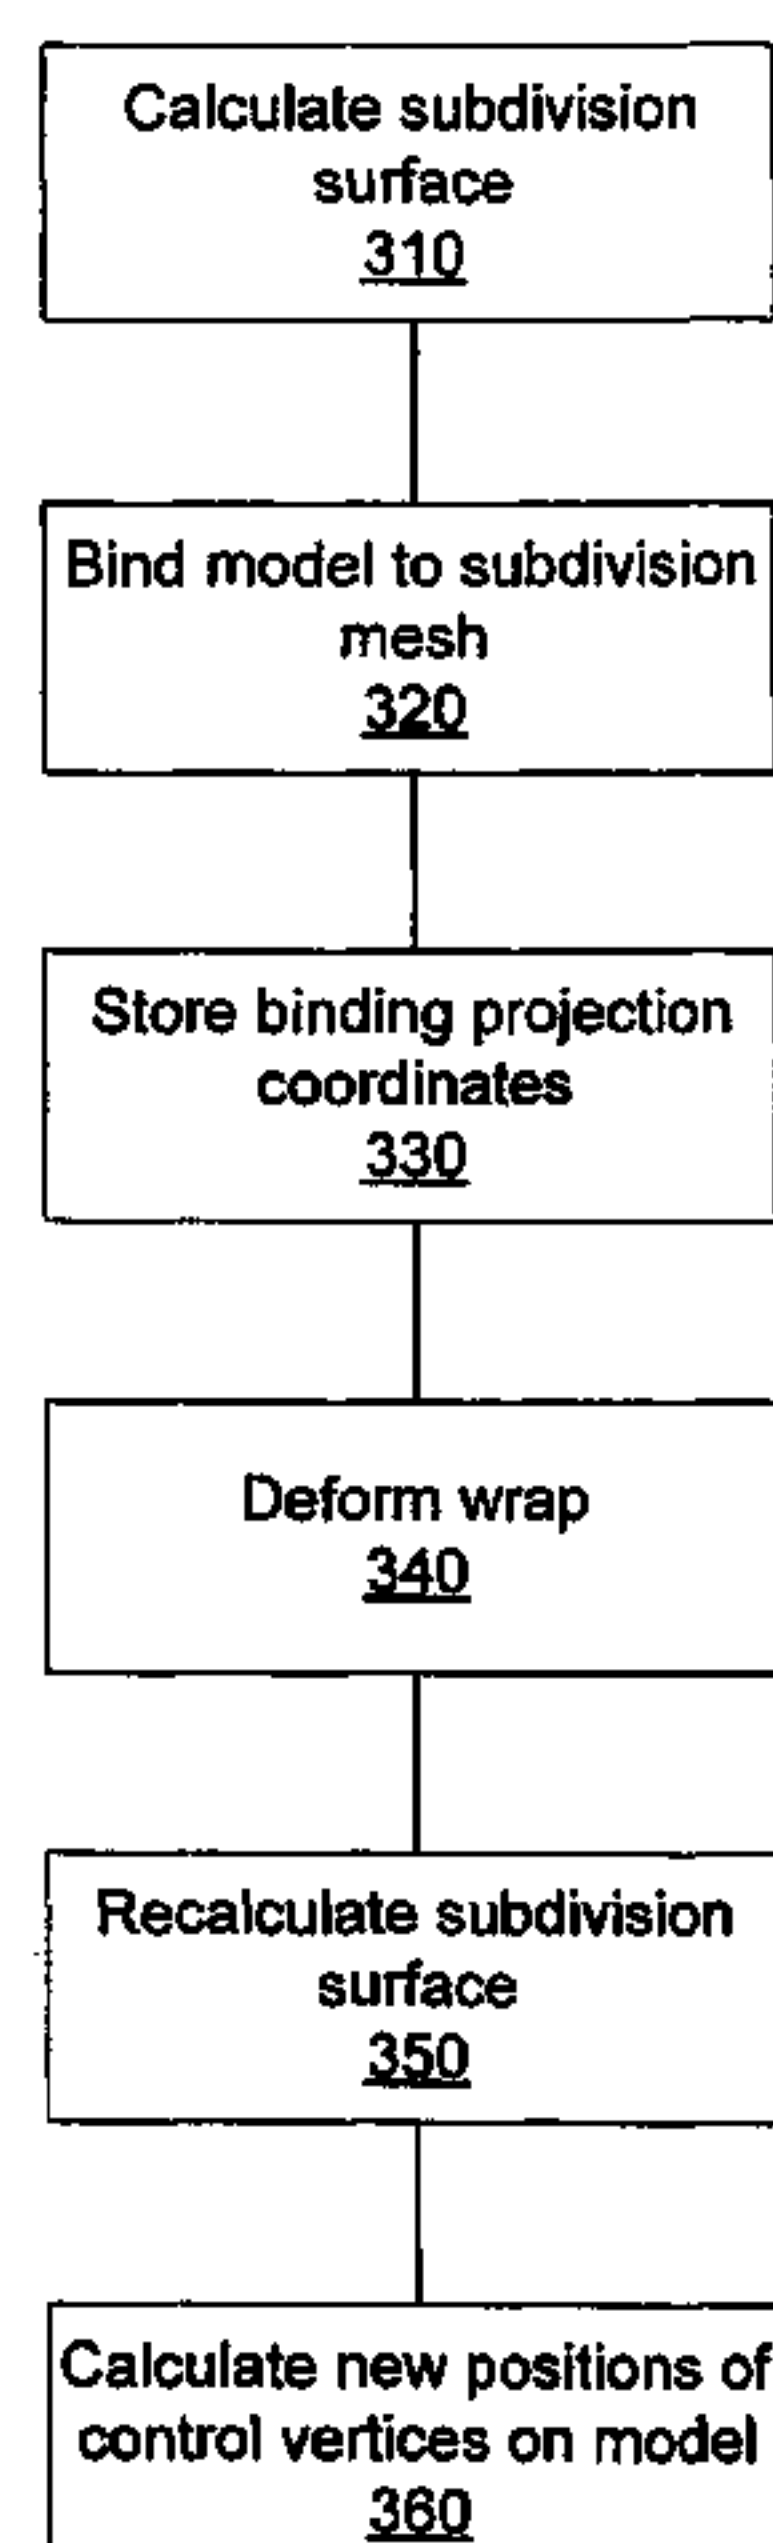 Calculate subdivision
surface
310
Bind model to subdivision
mesh
320
Store binding projection
coordinates
330
Deform wrap
340
Recalculate subdivision
surface
350
Calculate new positions of
control vertices on model
360